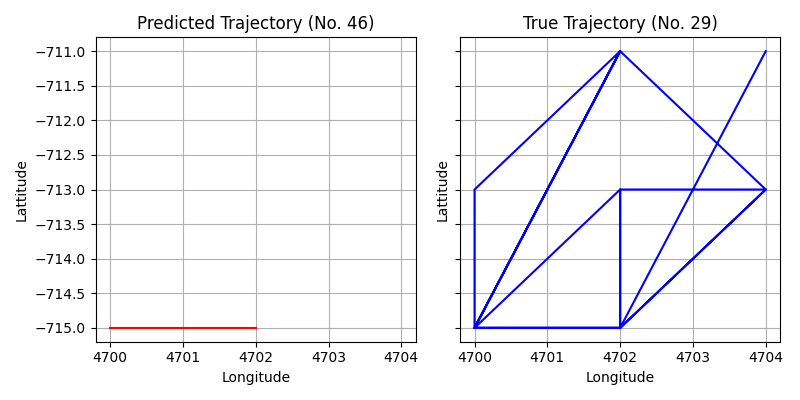 Predicted Trajectory (No. 46)
Lattitude
−711.0
−711.5
−712.0
−712.5
−713.0
−713.5
−714.0
−714.5
−715.0
4700 4701 4702 4703 4704
Longitude
True Trajectory (No. 29)
Lattitude
4700 4701 4702 4703 4704
Longitude